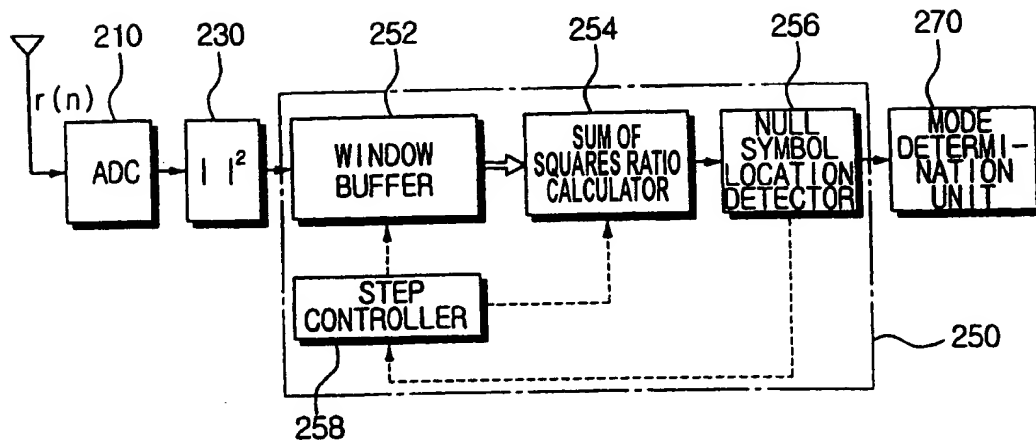 210
230
252
254
256
270
r(n)
ADC
| |²
WINDOW
BUFFER
SUM OF
SQUARES RATIO
CALCULATOR
NULL
SYMBOL
LOCATION
DETECTOR
MODE
DETERMI-
NATION
UNIT
STEP
CONTROLLER
250
258